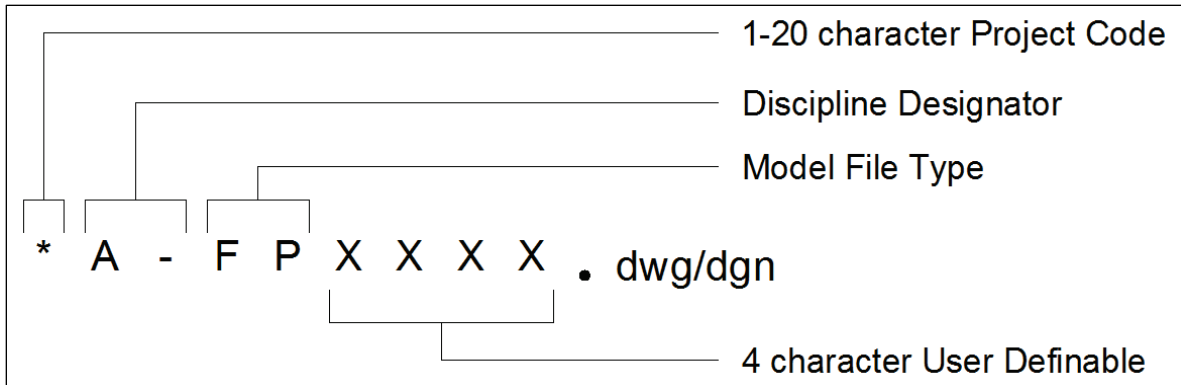 1-20 character Project Code
Discipline Designator
Model File Type
* A - F P X X X X . dwg/dgn
4 character User Definable